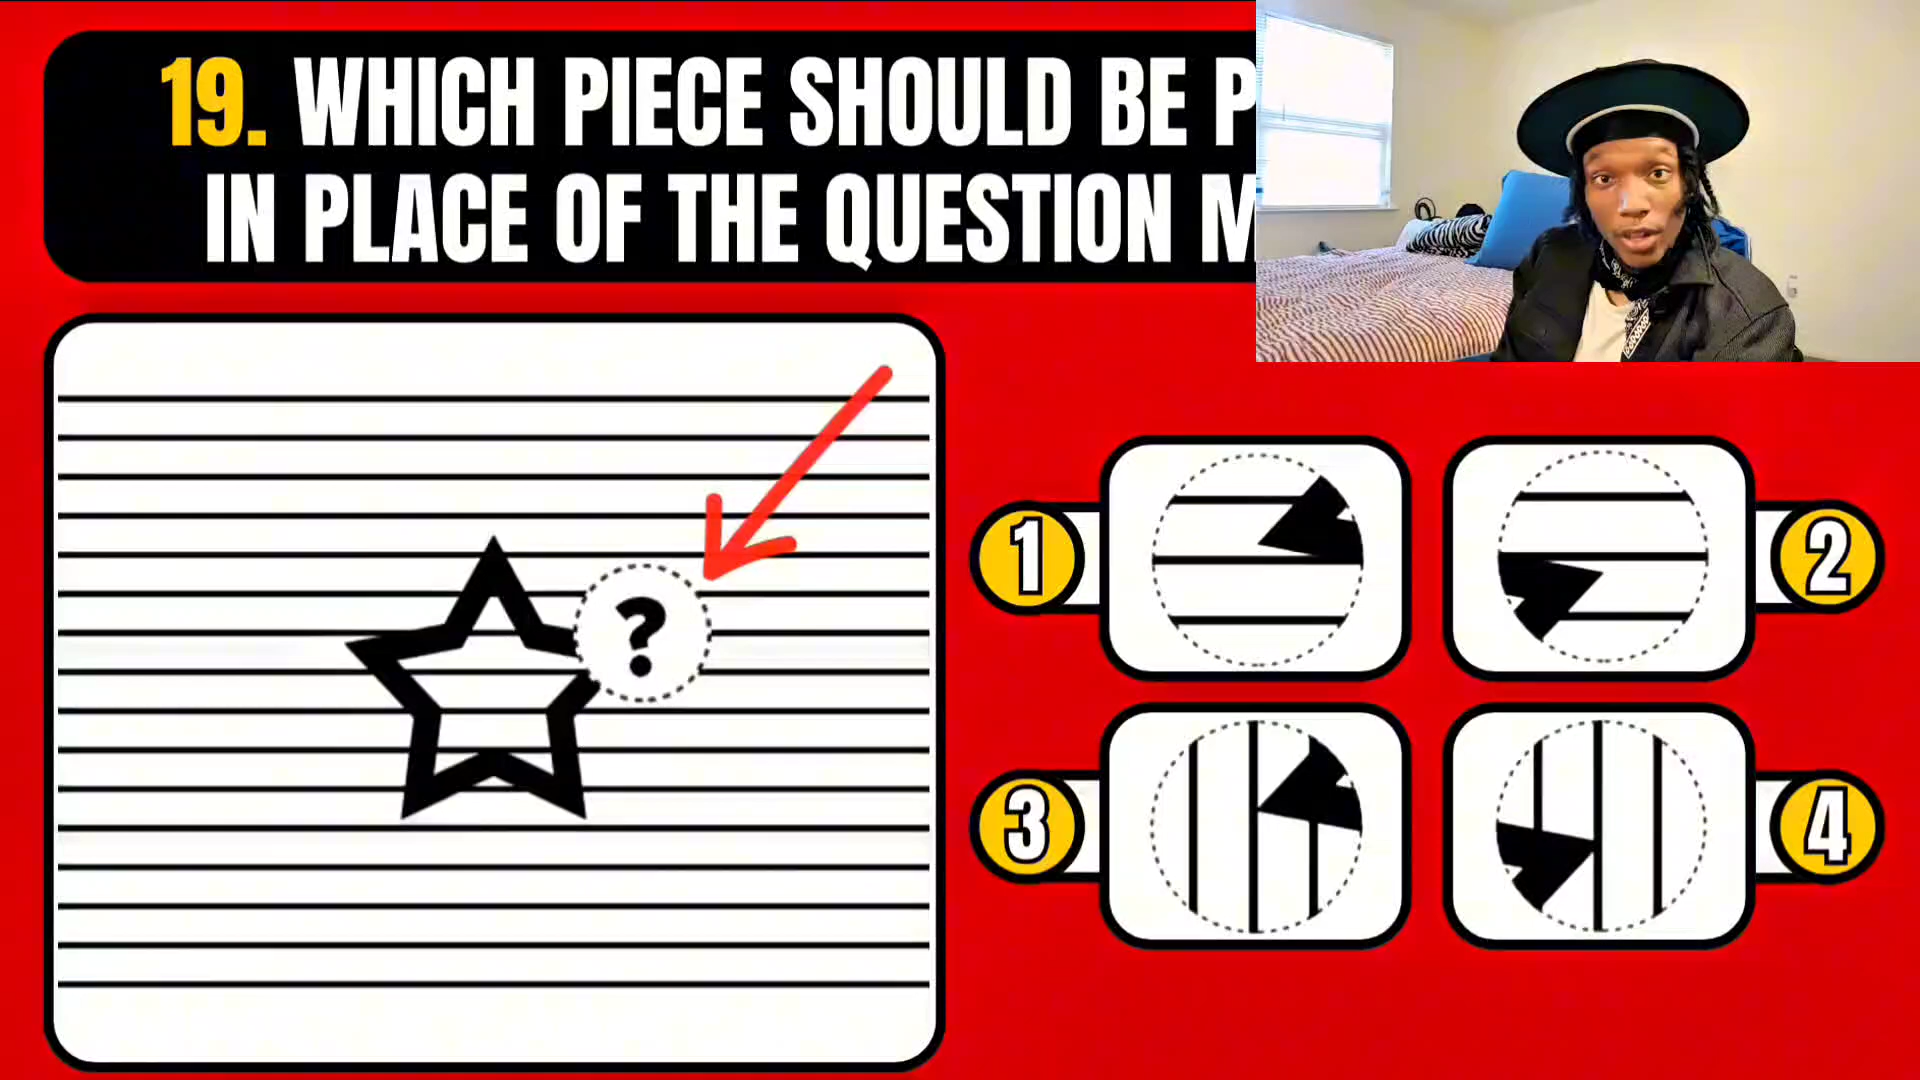 19. WHICH PIECE SHOULD BE P
IN PLACE OF THE QUESTION M
?
1
2
3
4